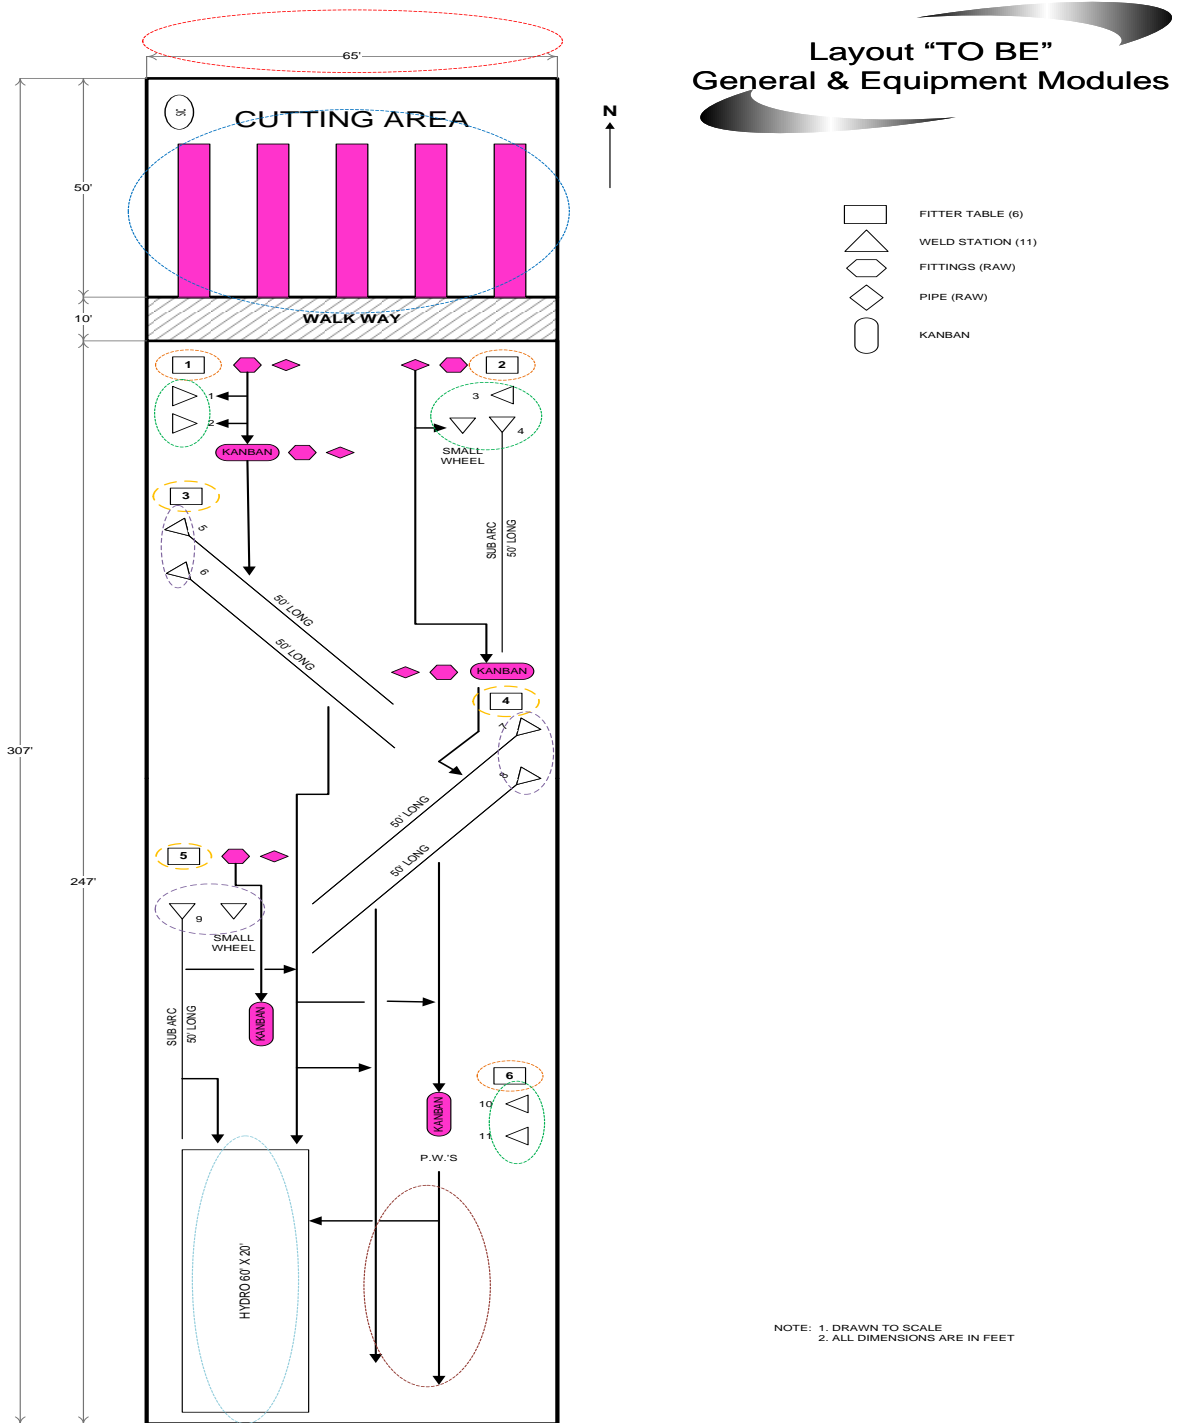 Layout “TO BE”
General & Equipment Modules
65'
N
CUTTING AREA
50'
10'
WALK WAY
307'
247'
FITTER TABLE (6)
WELD STATION (11)
FITTINGS (RAW)
PIPE (RAW)
KANBAN
1
2
1
2
3
4
SMALL
WHEEL
KANBAN
3
5
6
SUB ARC
50' LONG
50' LONG
50' LONG
KANBAN
4
7
8
50' LONG
50' LONG
5
9
SMALL
WHEEL
SUB ARC
50' LONG
KANBAN
6
10
11
KANBAN
P.W.'S
HYDRO 60' X 20'
NOTE: 1. DRAWN TO SCALE
2. ALL DIMENSIONS ARE IN FEET